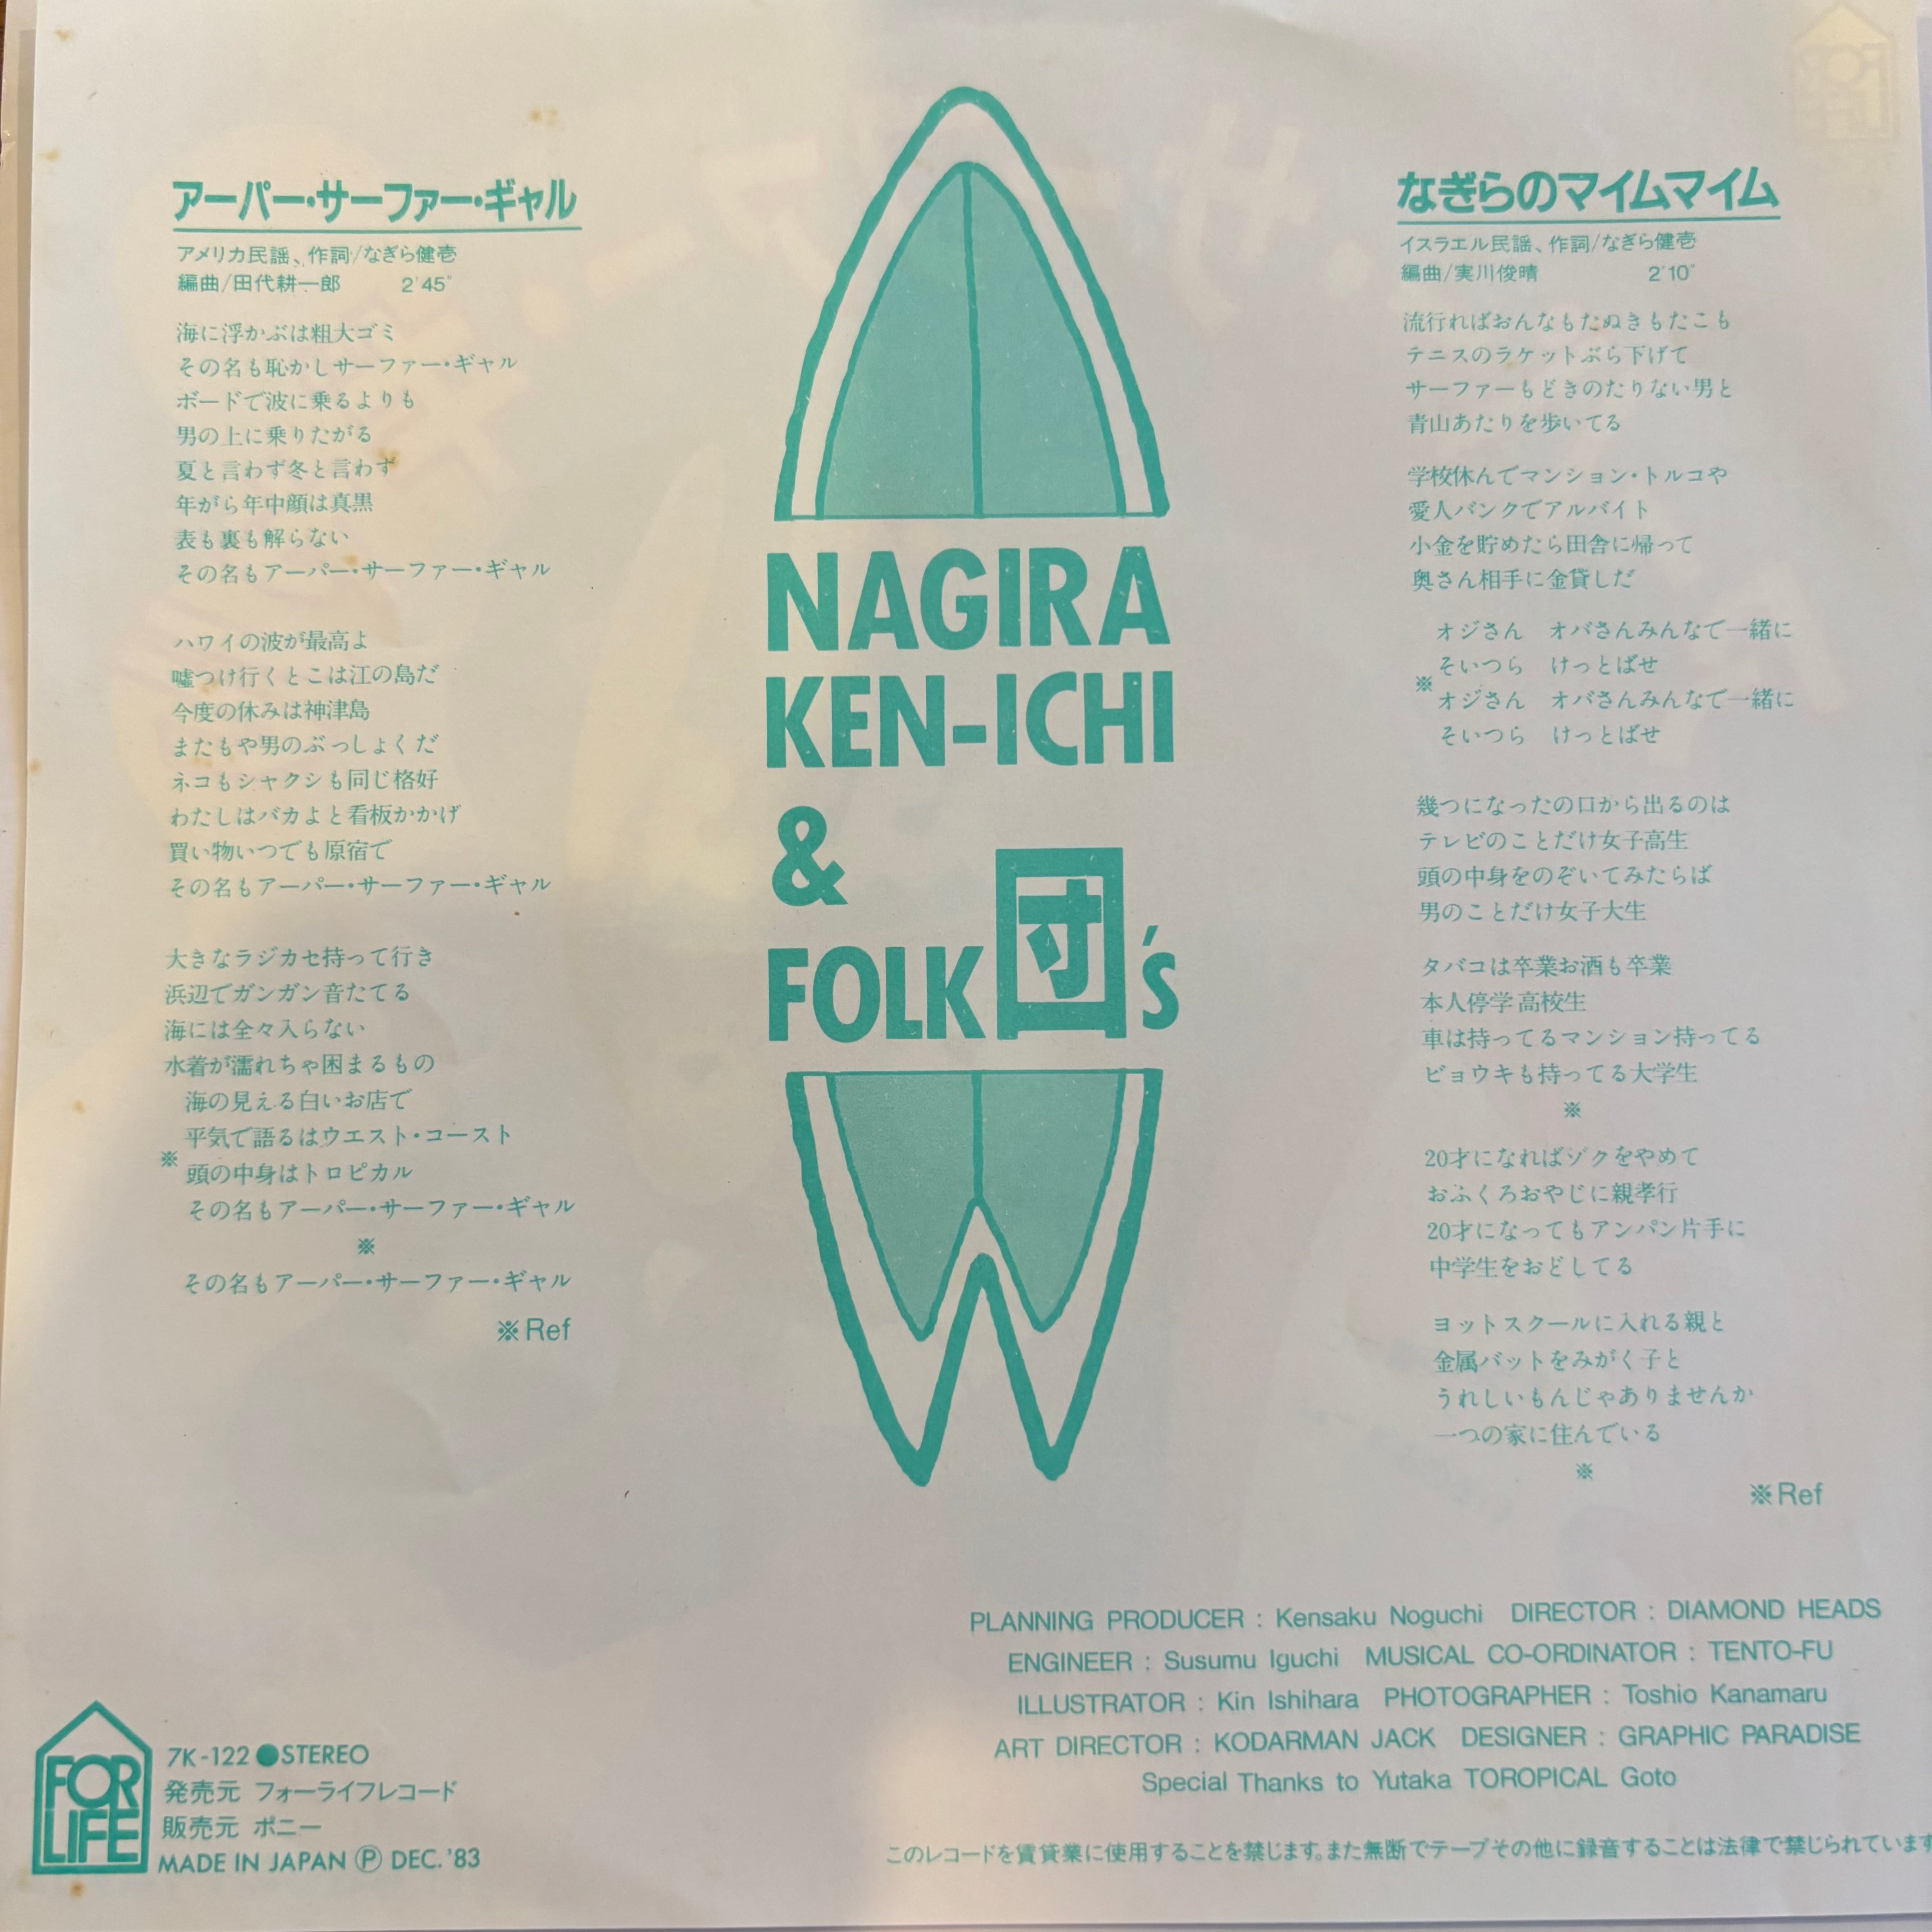 アーパー・サーファー・ギャル
アメリカ民謡、作詞/なぎら健壱
編曲/田代耕一郎 2'45"
海に浮かぶは粗大ゴミ
その名も恥かしサーファー・ギャル
ボードで波に乗るよりも
男の上に乗りたがる
夏と言わず冬と言わず
年がら年中顔は真黒
表も裏も解らない
その名もアーパー・サーファー・ギャル
ハワイの波が最高よ
嘘つけ行くとこは江の島だ
今度の休みは神津島
またもや男のぶっしょくだ
ネコもシャクシも同じ格好
わたしはバカよと看板かかげ
買い物いつでも原宿で
その名もアーパー・サーファー・ギャル
大きなラジカセ持って行き
浜辺でガンガン音たてる
海には全々入らない
水着が濡れちゃ困まるもの
海の見える白いお店で
平気で語るはウエスト・コースト
※ 頭の中身はトロピカル
その名もアーパー・サーファー・ギャル
※
その名もアーパー・サーファー・ギャル
※Ref
NAGIRA
KEN-ICHI
&
FOLK団's
なぎらのマイムマイム
イスラエル民謡、作詞/なぎら健壱
編曲/実川俊晴 2'10"
流行ればおんなもたぬきもたこも
テニスのラケットぶら下げて
サーファーもどきのたりない男と
青山あたりを歩いてる
学校休んでマンション・トルコや
愛人バンクでアルバイト
小金を貯めたら田舎に帰って
奥さん相手に金貸しだ
オジさん オバさんみんなで一緒に
そいつら けっとばせ
※ オジさん オバさんみんなで一緒に
そいつら けっとばせ
幾つになったの口から出るのは
テレビのことだけ女子高生
頭の中身をのぞいてみたらば
男のことだけ女子大生
タバコは卒業お酒も卒業
本人停学高校生
車は持ってるマンション持ってる
ビョウキも持ってる大学生
※
20才になればゾクをやめて
おふくろおやじに親孝行
20才になってもアンパン片手に
中学生をおどしてる
ヨットスクールに入れる親と
金属バットをみがく子と
うれしいもんじゃありませんか
一つの家に住んでいる
※
※Ref
PLANNING PRODUCER : Kensaku Noguchi DIRECTOR : DIAMOND HEADS
ENGINEER : Susumu Iguchi MUSICAL CO-ORDINATOR : TENTO-FU
ILLUSTRATOR : Kin Ishihara PHOTOGRAPHER : Toshio Kanamaru
ART DIRECTOR : KODARMAN JACK DESIGNER : GRAPHIC PARADISE
Special Thanks to Yutaka TOROPICAL Goto
FOR
LIFE
7K-122 ●STEREO
発売元 フォーライフレコード
販売元 ポニー
MADE IN JAPAN Ⓟ DEC. '83
このレコードを賃貸業に使用することを禁じます。また無断でテープその他に録音することは法律で禁じられています